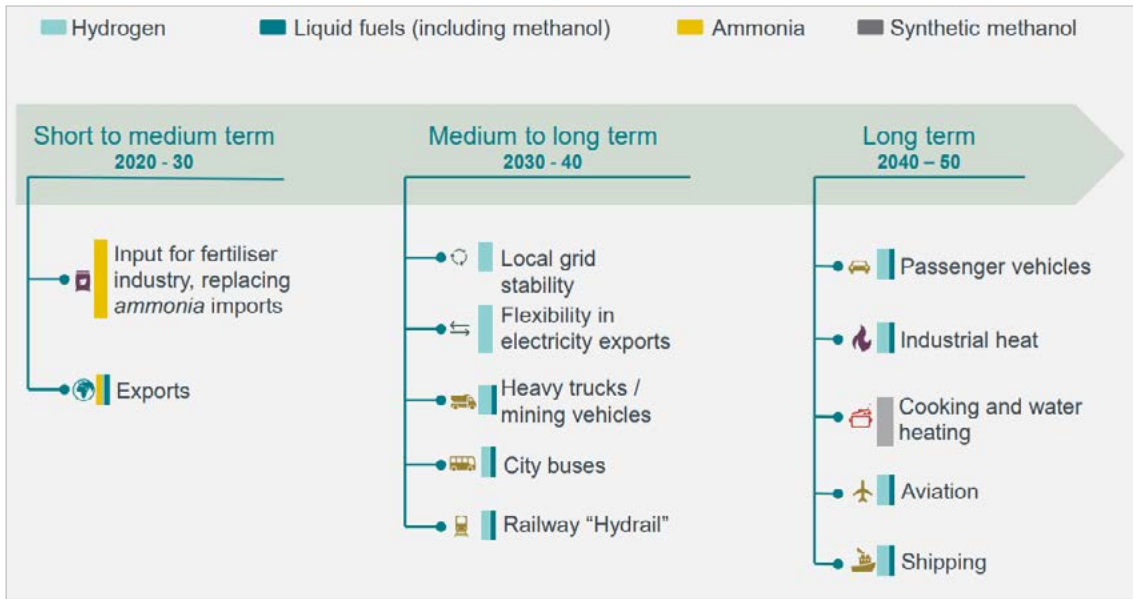 Hydrogen
Liquid fuels (including methanol)
Ammonia
Synthetic methanol
Short to medium term
2020 - 30
Input for fertiliser
industry, replacing
ammonia imports
Exports
Medium to long term
2030 - 40
Local grid
stability
Flexibility in
electricity exports
Heavy trucks /
mining vehicles
City buses
Railway “Hydrail”
Long term
2040 – 50
Passenger vehicles
Industrial heat
Cooking and water
heating
Aviation
Shipping